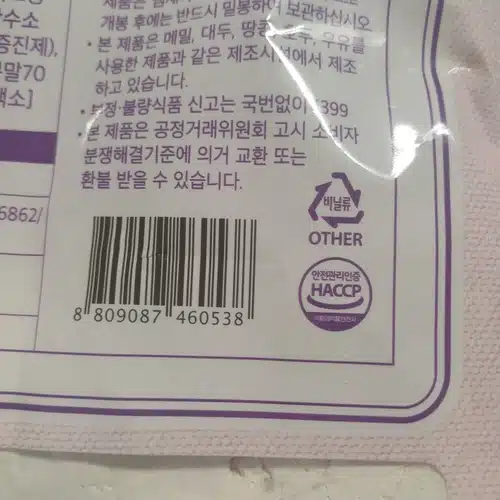 수소
증진제),
말70
색소]
6862/
개봉 후에는 반드시 밀봉하여 보관하십시오
• 본 제품은 메밀, 대두, 땅콩, 우유를
사용한 제품과 같은 제조시설에서 제조
하고 있습니다.
• 부정·불량식품 신고는 국번없이 1399
• 본 제품은 공정거래위원회 고시 소비자
분쟁해결기준에 의거 교환 또는
환불 받을 수 있습니다.
비닐류
OTHER
안전관리인증
HACCP
8 809087 460538